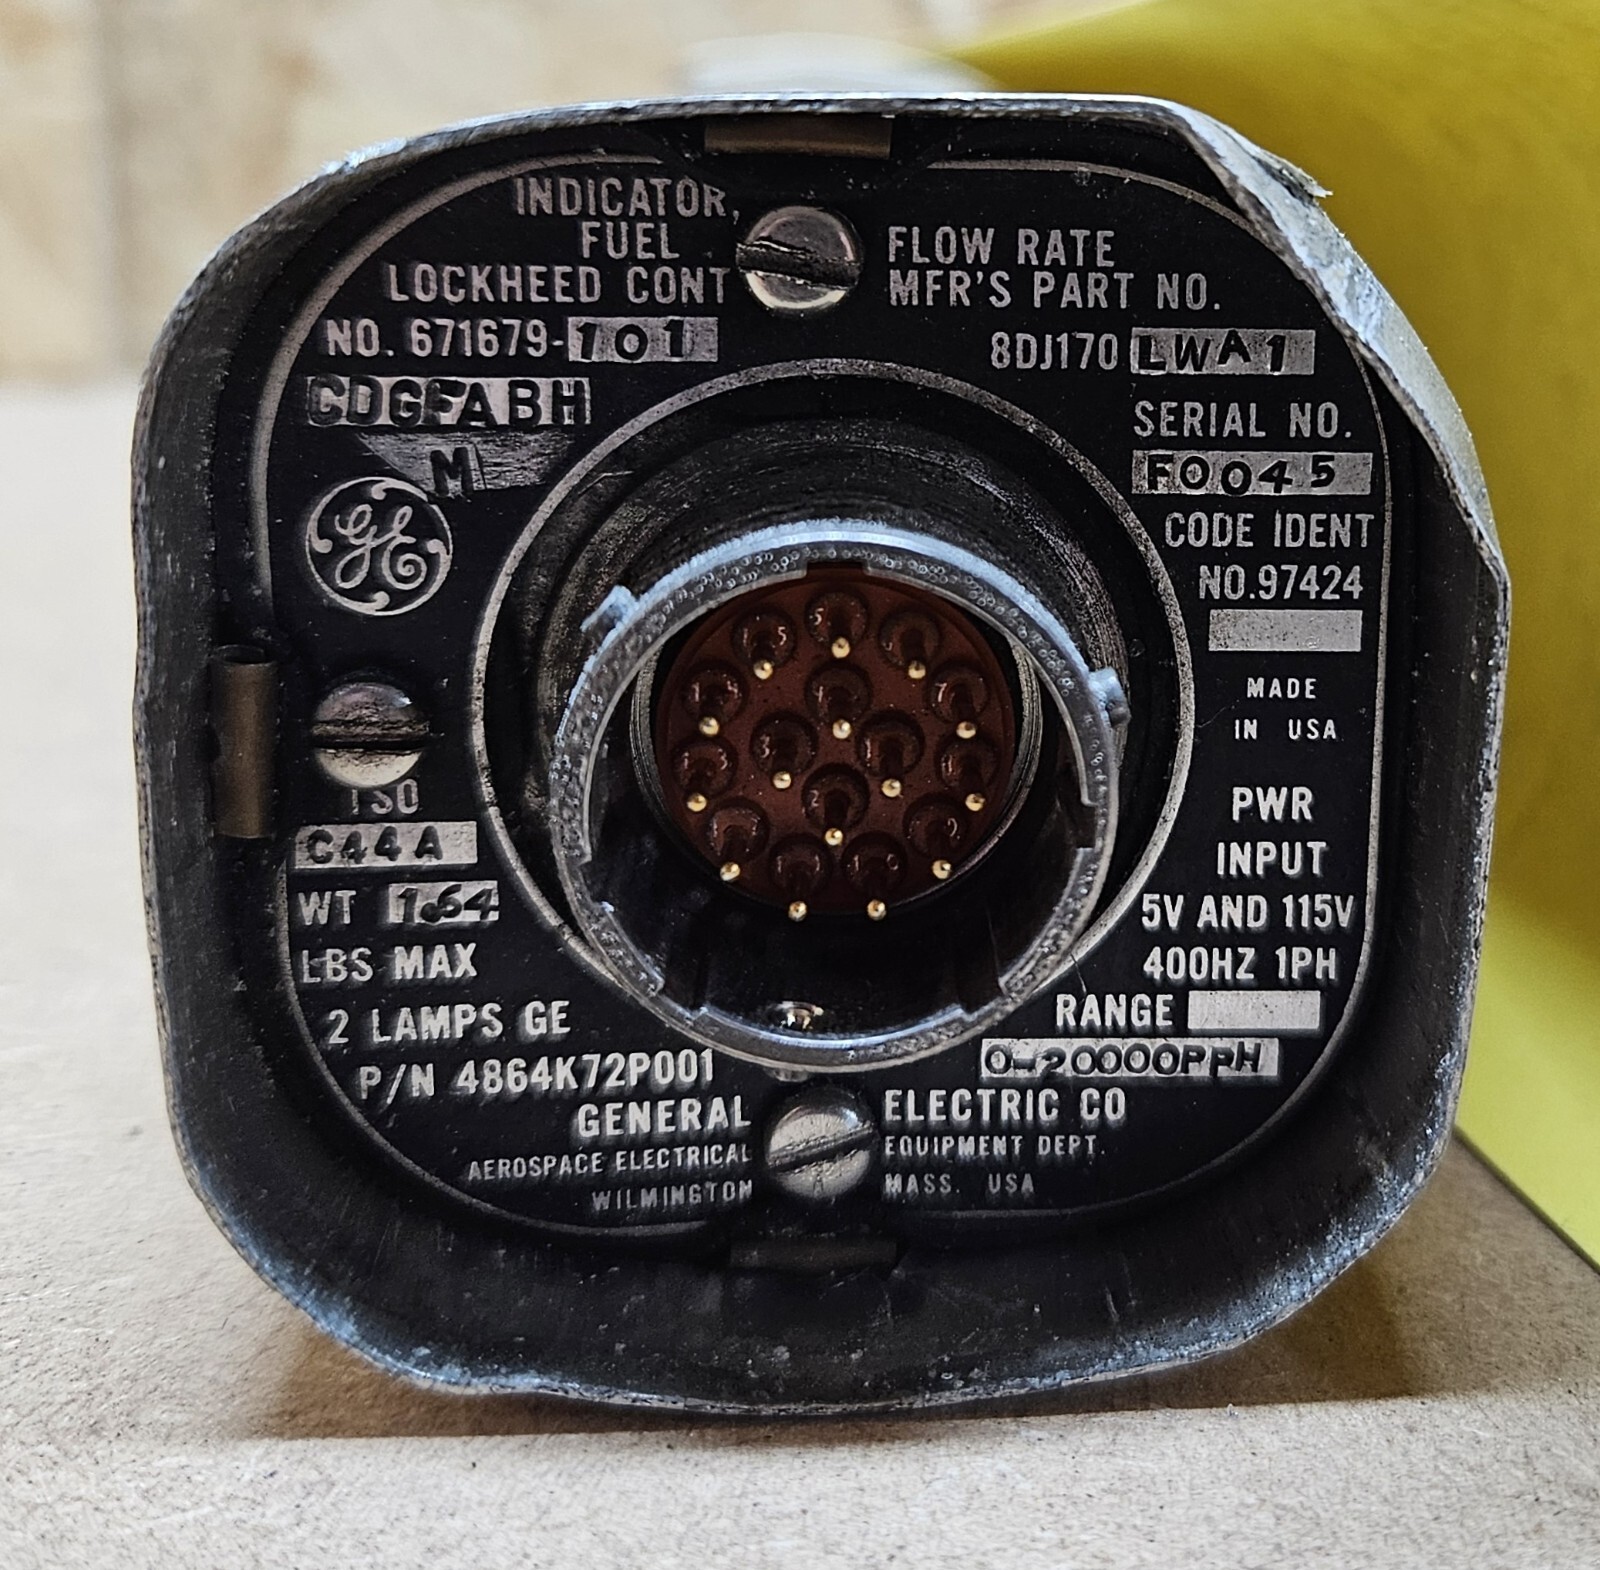 INDICATOR,
FUEL
LOCKHEED CONT
NO. 671679-101
CDGFABH
M
GE
FLOW RATE
MFR'S PART NO.
8DJ170 LWA1
SERIAL NO.
F0045
CODE IDENT
NO.97424
MADE
IN USA
PWR
INPUT
5V AND 115V
400HZ 1PH
RANGE
0-20000PPH
TSO
C44A
WT 1.64
LBS MAX
2 LAMPS GE
P/N 4864K72P001
GENERAL ELECTRIC CO
AEROSPACE ELECTRICAL EQUIPMENT DEPT.
WILMINGTON MASS. USA